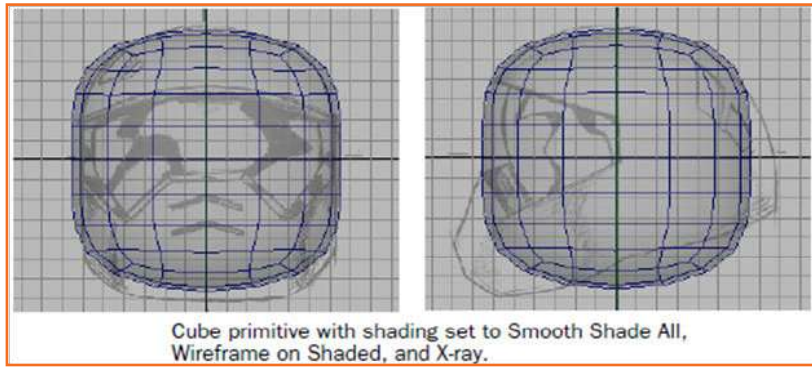 Cube primitive with shading set to Smooth Shade All,
Wireframe on Shaded, and X-ray.